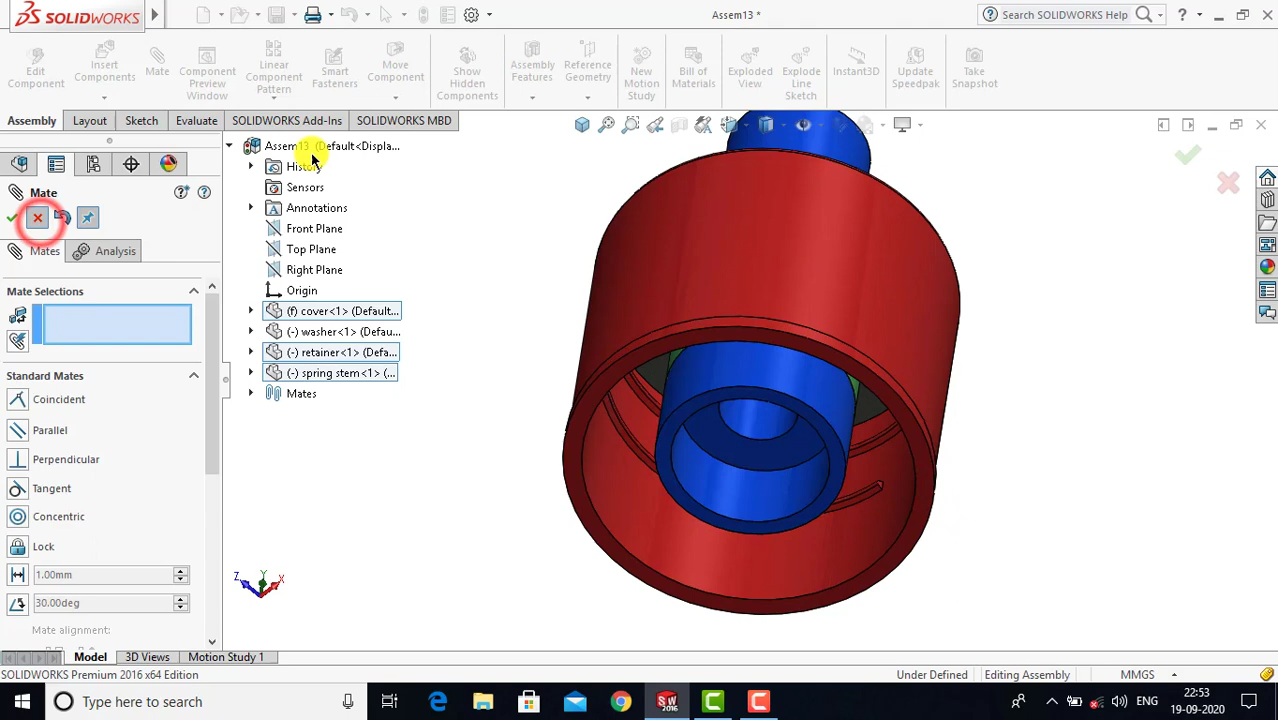 SOLIDWORKS
Assem13 *
Search SOLIDWORKS Help
Edit Component
Insert Components
Mate
Component Preview Window
Linear Component Pattern
Smart Fasteners
Move Component
Show Hidden Components
Assembly Features
Reference Geometry
New Motion Study
Bill of Materials
Exploded View
Explode Line Sketch
Instant3D
Update Speedpak
Take Snapshot
Assembly
Layout
Sketch
Evaluate
SOLIDWORKS Add-Ins
SOLIDWORKS MBD
Assem13 (Default<Displa...
History
Sensors
Annotations
Front Plane
Top Plane
Right Plane
Origin
(f) cover<1> (Default...
(-) washer<1> (Defau...
(-) retainer<1> (Defa...
(-) spring stem<1> (...
Mates
Mate
Mates
Analysis
Mate Selections
Standard Mates
Coincident
Parallel
Perpendicular
Tangent
Concentric
Lock
1.00mm
30.00deg
Mate alignment:
Z
Y
X
Model
3D Views
Motion Study 1
SOLIDWORKS Premium 2016 x64 Edition
Under Defined
Editing Assembly
MMGS
Type here to search
SW
2016
ENG
22:53
19-09-2020